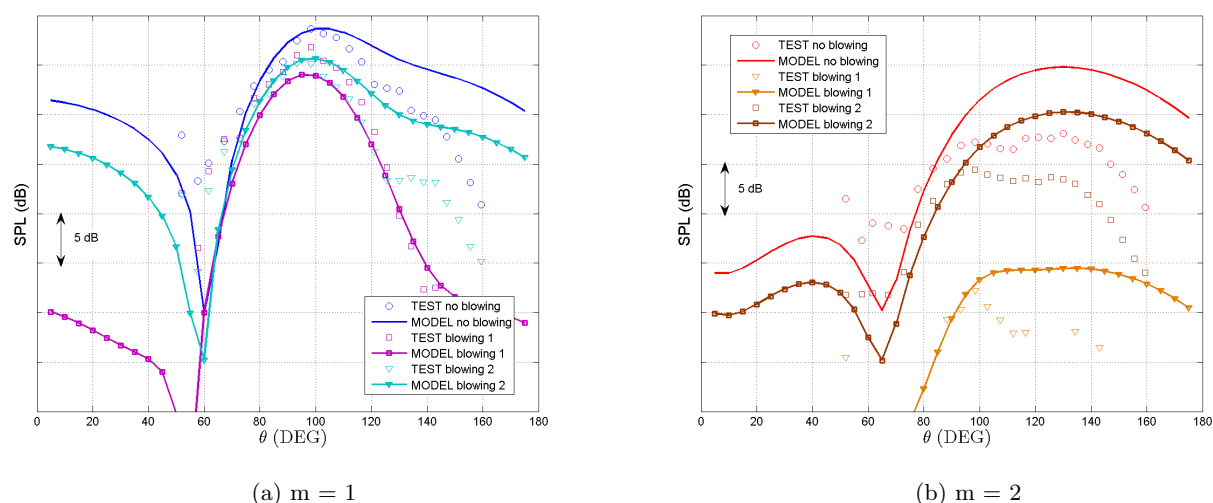 SPL (dB)
5 dB
TEST no blowing
MODEL no blowing
TEST blowing 1
MODEL blowing 1
TEST blowing 2
MODEL blowing 2
0 20 40 60 80 100 120 140 160 180
θ (DEG)
(a) m = 1
SPL (dB)
5 dB
TEST no blowing
MODEL no blowing
TEST blowing 1
MODEL blowing 1
TEST blowing 2
MODEL blowing 2
0 20 40 60 80 100 120 140 160 180
θ (DEG)
(b) m = 2